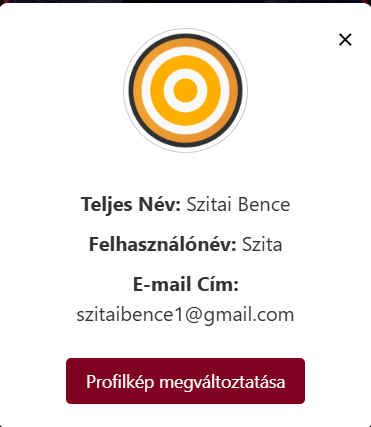 Teljes Név: Szitai Bence
Felhasználónév: Szita
E-mail Cím:
szitaibence1@gmail.com
Profilkép megváltoztatása